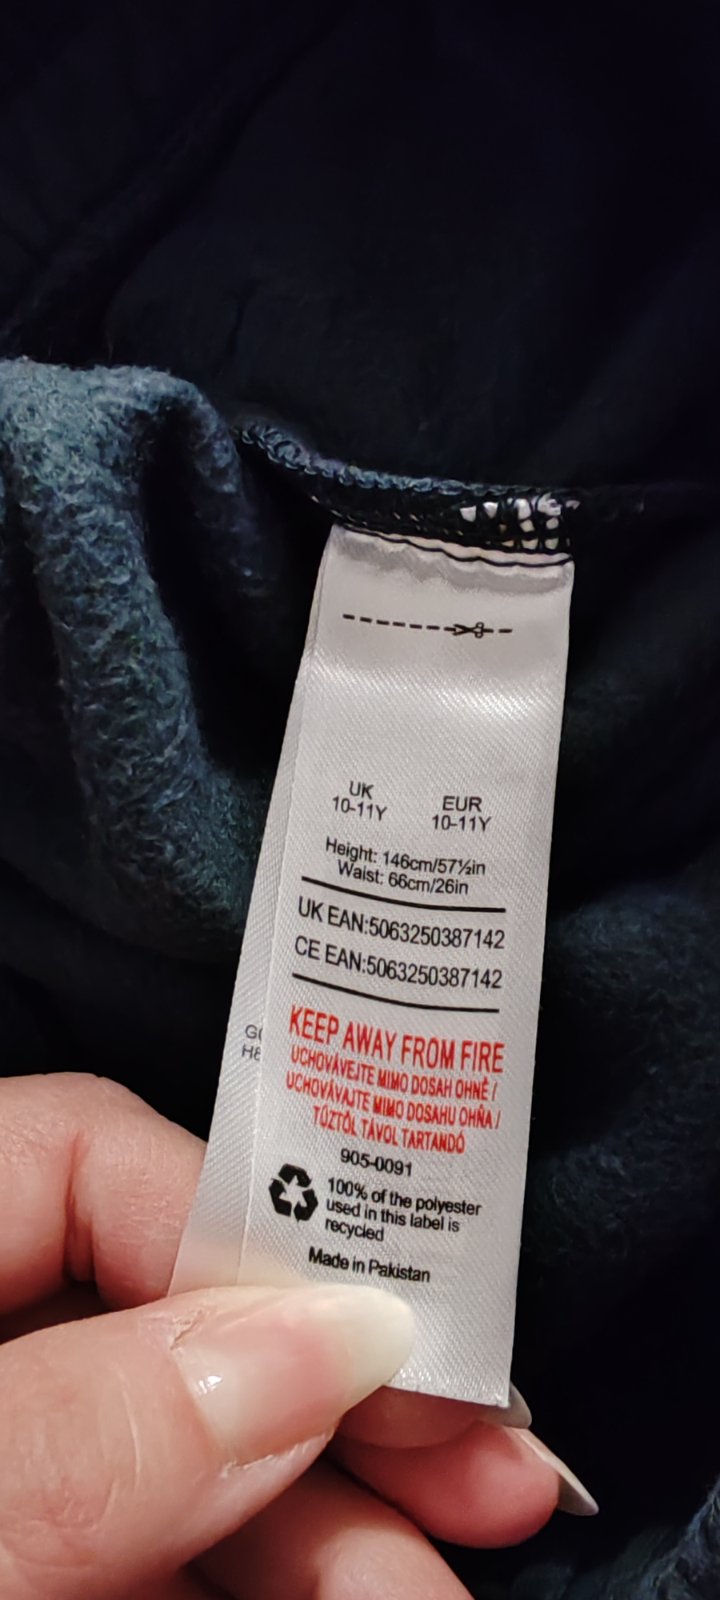 UK EUR
10-11Y 10-11Y
Height: 146cm/57½in
Waist: 66cm/26in
UK EAN:5063250387142
CE EAN:5063250387142
KEEP AWAY FROM FIRE
UCHOVÁVEJTE MIMO DOSAH OHNĚ /
UCHOVÁVAJTE MIMO DOSAHU OHŇA /
TŰZTŐL TÁVOL TARTANDÓ
905-0091
100% of the polyester
used in this label is
recycled
Made in Pakistan